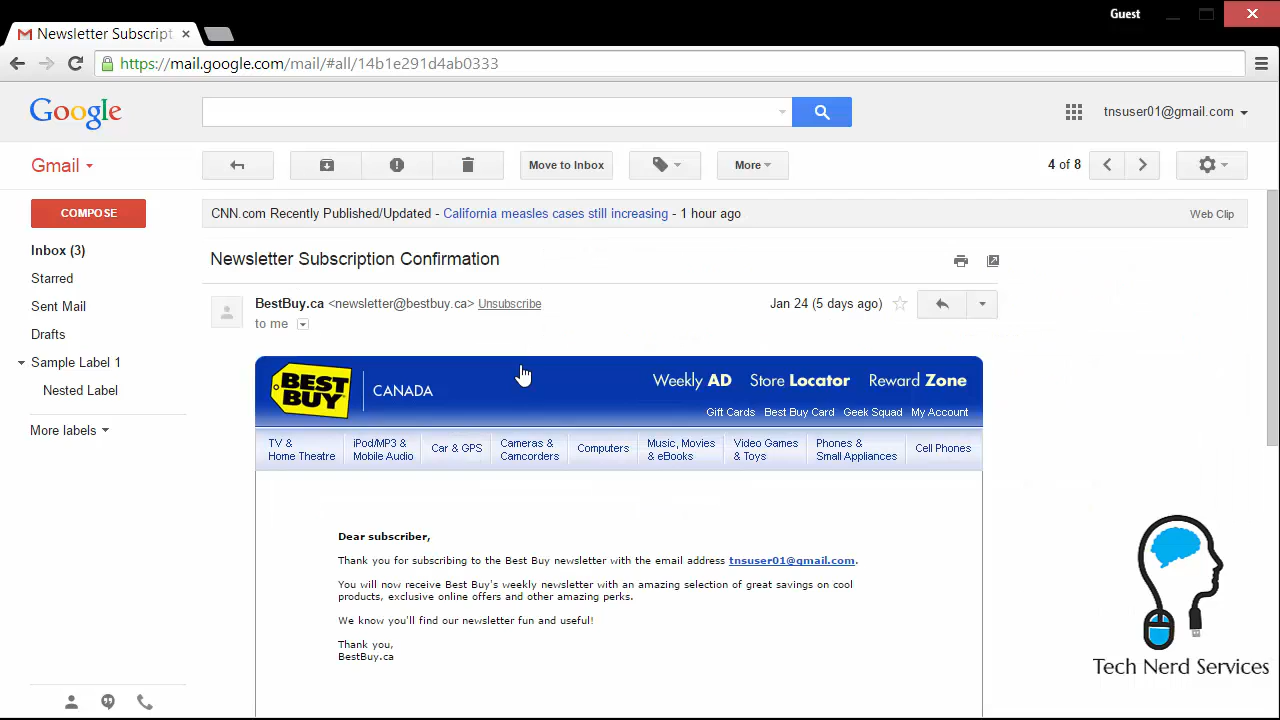 Guest
Newsletter Subscript
https://mail.google.com/mail/#all/14b1e291d4ab0333
Google
tnsuser01@gmail.com
Gmail
Move to Inbox
More
4 of 8
COMPOSE
CNN.com Recently Published/Updated - California measles cases still increasing - 1 hour ago
Web Clip
Inbox (3)
Starred
Sent Mail
Drafts
Sample Label 1
Nested Label
More labels
Newsletter Subscription Confirmation
BestBuy.ca <newsletter@bestbuy.ca> Unsubscribe
Jan 24 (5 days ago)
to me
BEST BUY
CANADA
Weekly AD Store Locator Reward Zone
Gift Cards Best Buy Card Geek Squad My Account
TV & Home Theatre
iPod/MP3 & Mobile Audio
Car & GPS
Cameras & Camcorders
Computers
Music, Movies & eBooks
Video Games & Toys
Phones & Small Appliances
Cell Phones
Dear subscriber,
Thank you for subscribing to the Best Buy newsletter with the email address tnsuser01@gmail.com.
You will now receive Best Buy's weekly newsletter with an amazing selection of great savings on cool
products, exclusive online offers and other amazing perks.
We know you'll find our newsletter fun and useful!
Thank you,
BestBuy.ca
Tech Nerd Services